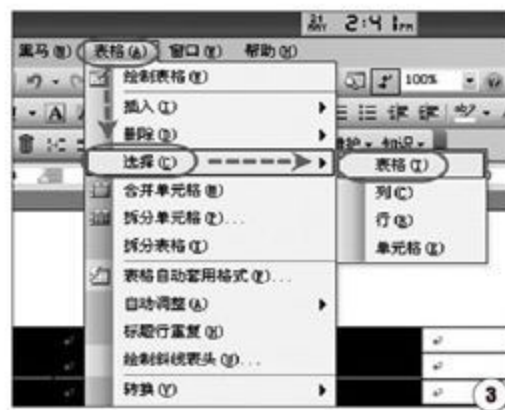 2:41PM
黑马(B) 表格(A) 窗口(W) 帮助(H)
绘制表格(W)
100%
插入(I)
删除(D)
选择(C)
表格(T)
合并单元格(M)
列(C)
拆分单元格(P)...
行(R)
拆分表格(T)
单元格(E)
表格自动套用格式(F)...
自动调整(A)
标题行重复(H)
绘制斜线表头(U)...
转换(V)
3